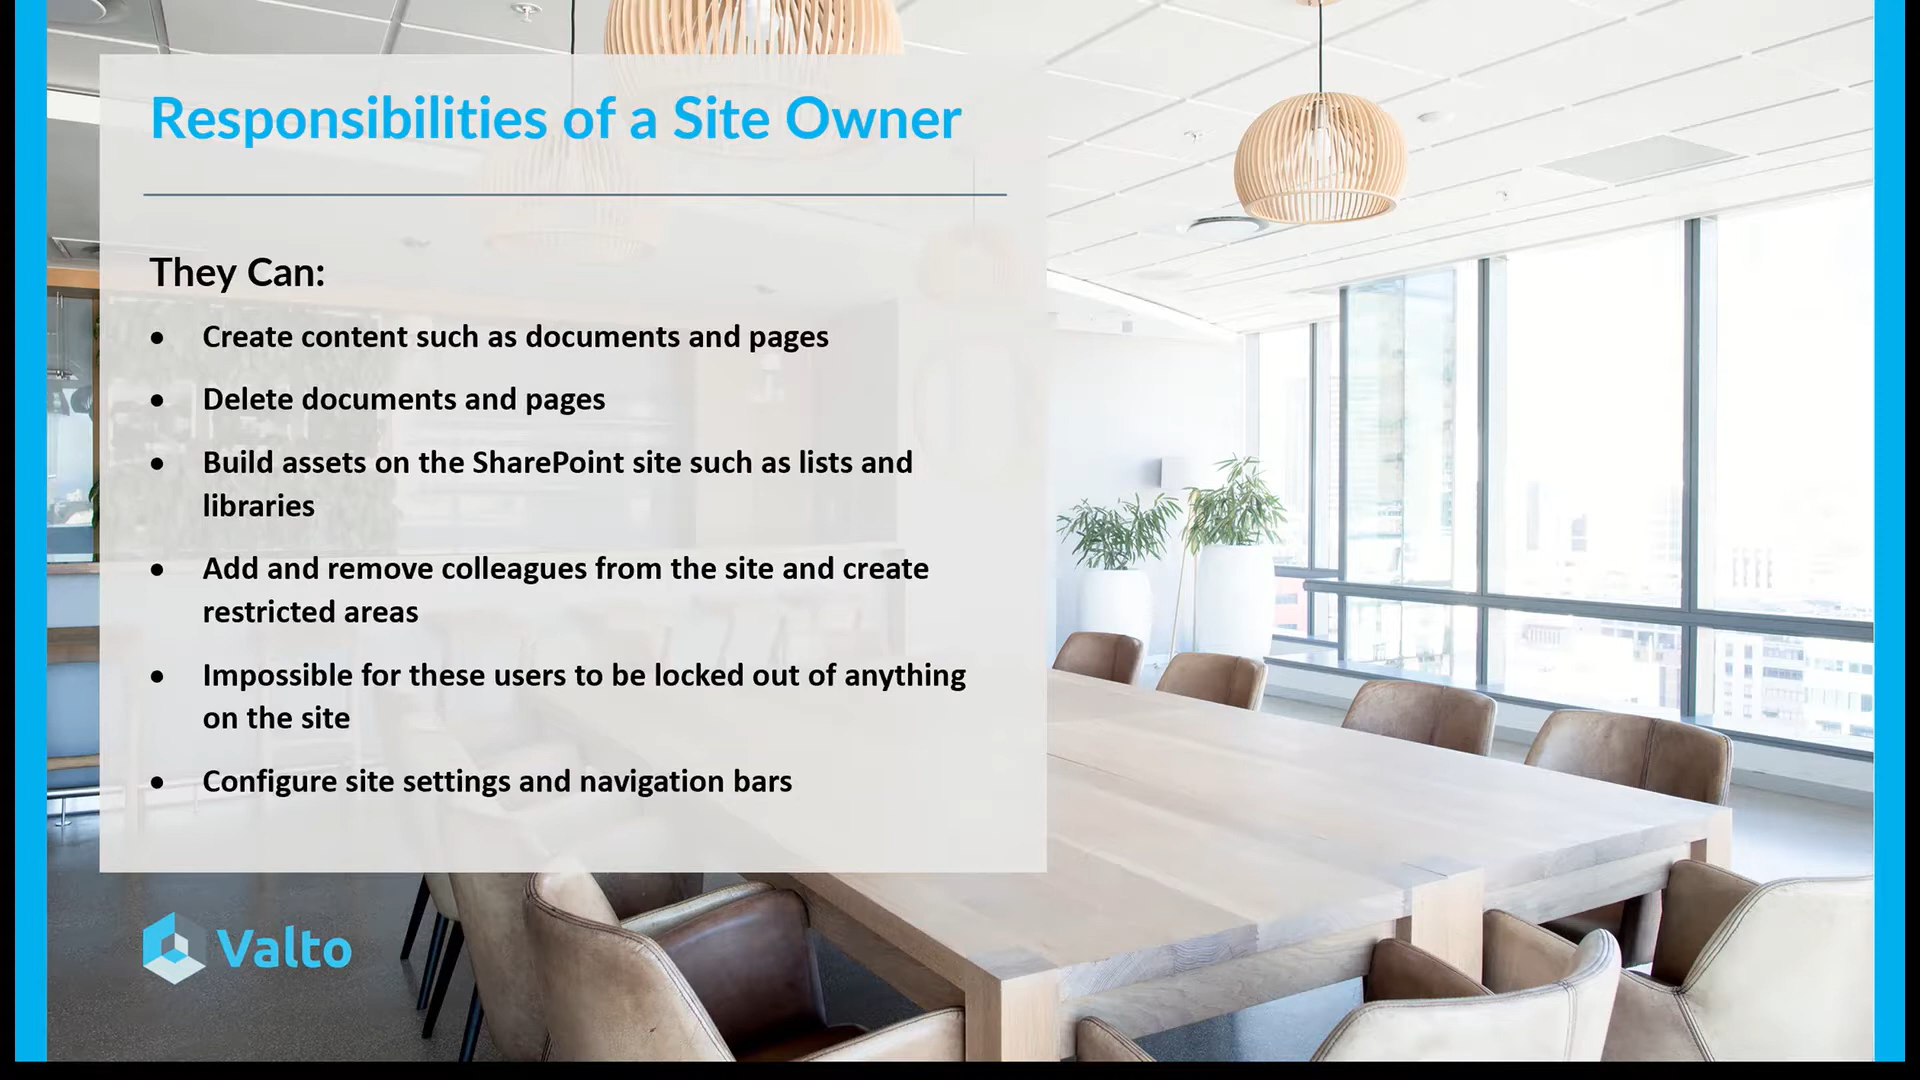 Responsibilities of a Site Owner
They Can:
• Create content such as documents and pages
• Delete documents and pages
• Build assets on the SharePoint site such as lists and
libraries
• Add and remove colleagues from the site and create
restricted areas
• Impossible for these users to be locked out of anything
on the site
• Configure site settings and navigation bars
Valto